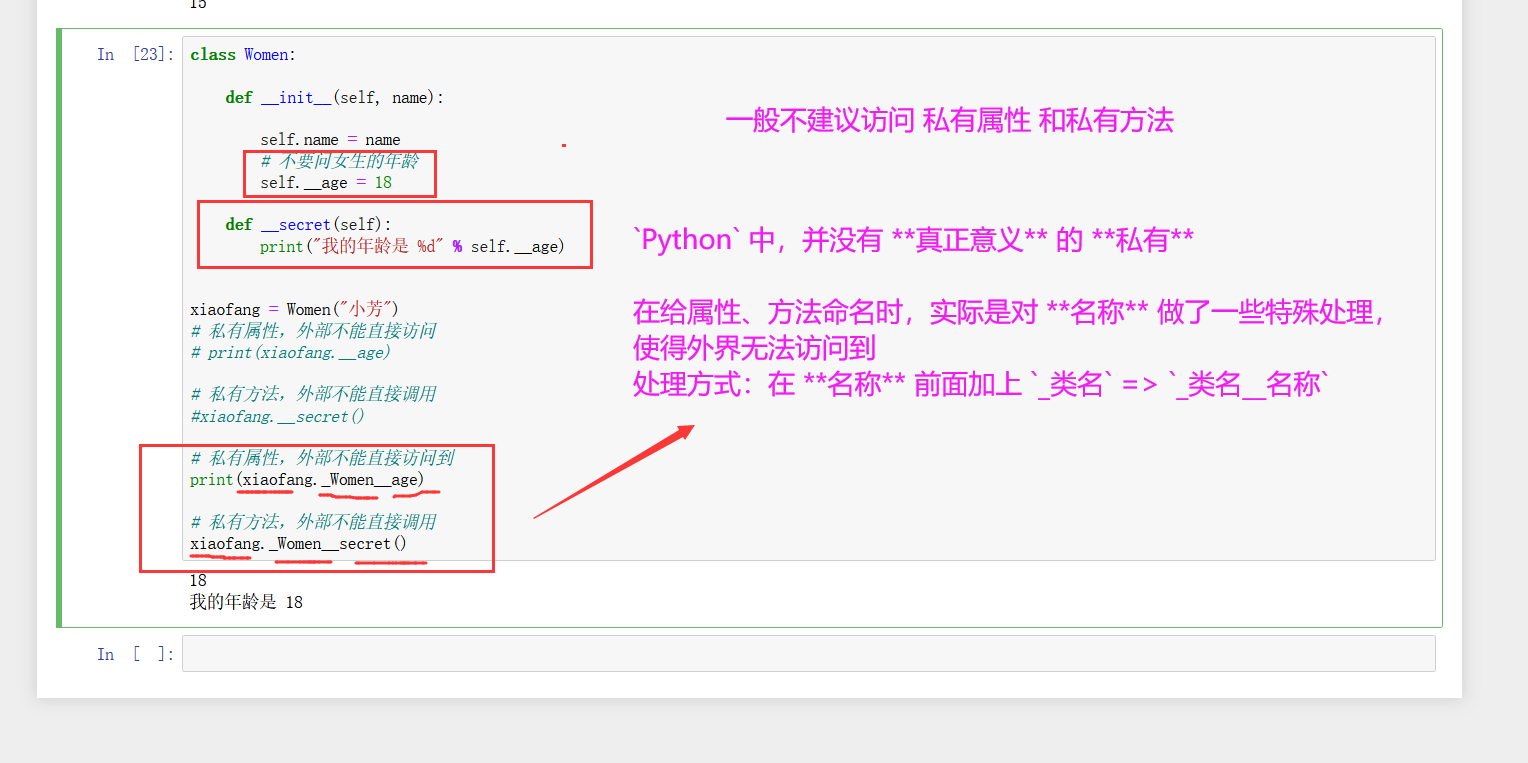 15
In [23]:
class Women:
def __init__(self, name):
一般不建议访问 私有属性 和私有方法
self.name = name
# 不要问女生的年龄
self.__age = 18
def __secret(self):
print("我的年龄是 %d" % self.__age)
`Python` 中，并没有 **真正意义** 的 **私有**
在给属性、方法命名时，实际是对 **名称** 做了一些特殊处理，
使得外界无法访问到
处理方式：在 **名称** 前面加上 `_类名` => `_类名__名称`
xiaofang = Women("小芳")
# 私有属性，外部不能直接访问
# print(xiaofang.__age)
# 私有方法，外部不能直接调用
#xiaofang.__secret()
# 私有属性，外部不能直接访问到
print(xiaofang._Women__age)
# 私有方法，外部不能直接调用
xiaofang._Women__secret()
18
我的年龄是 18
In [ ]: